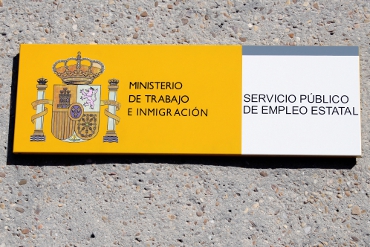 MINISTERIO
DE TRABAJO
E INMIGRACIÓN
SERVICIO PÚBLICO
DE EMPLEO ESTATAL